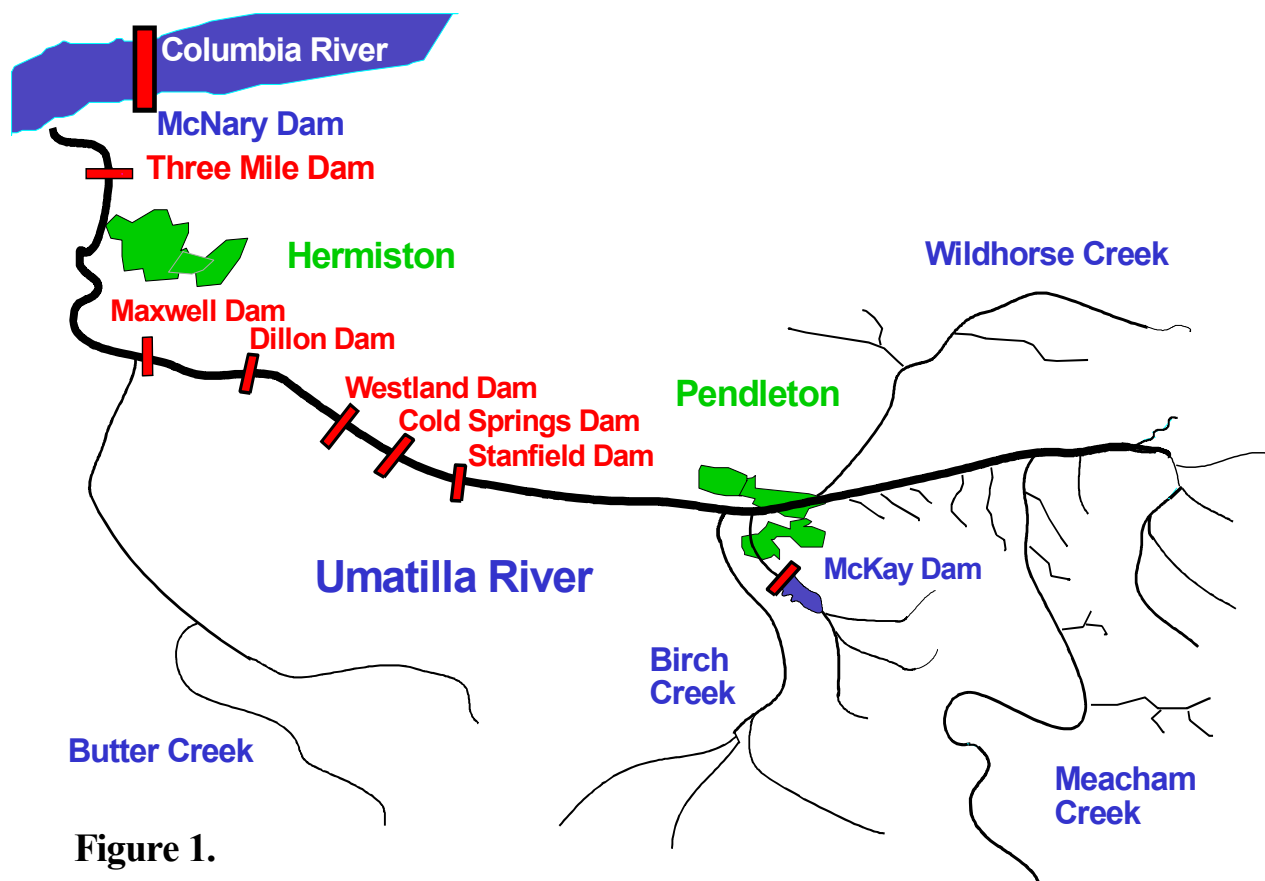 Columbia River
McNary Dam
Three Mile Dam
Hermiston
Wildhorse Creek
Maxwell Dam
Dillon Dam
Westland Dam
Pendleton
Cold Springs Dam
Stanfield Dam
Umatilla River
McKay Dam
Birch
Creek
Butter Creek
Meacham
Creek
Figure 1.